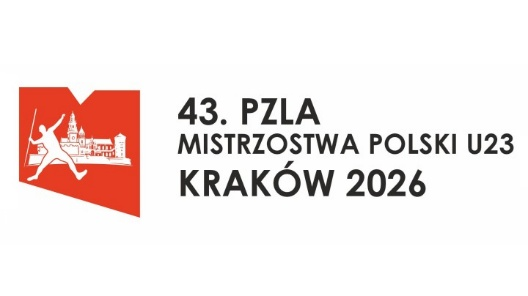 43. PZLA
MISTRZOSTWA POLSKI U23
KRAKÓW 2026